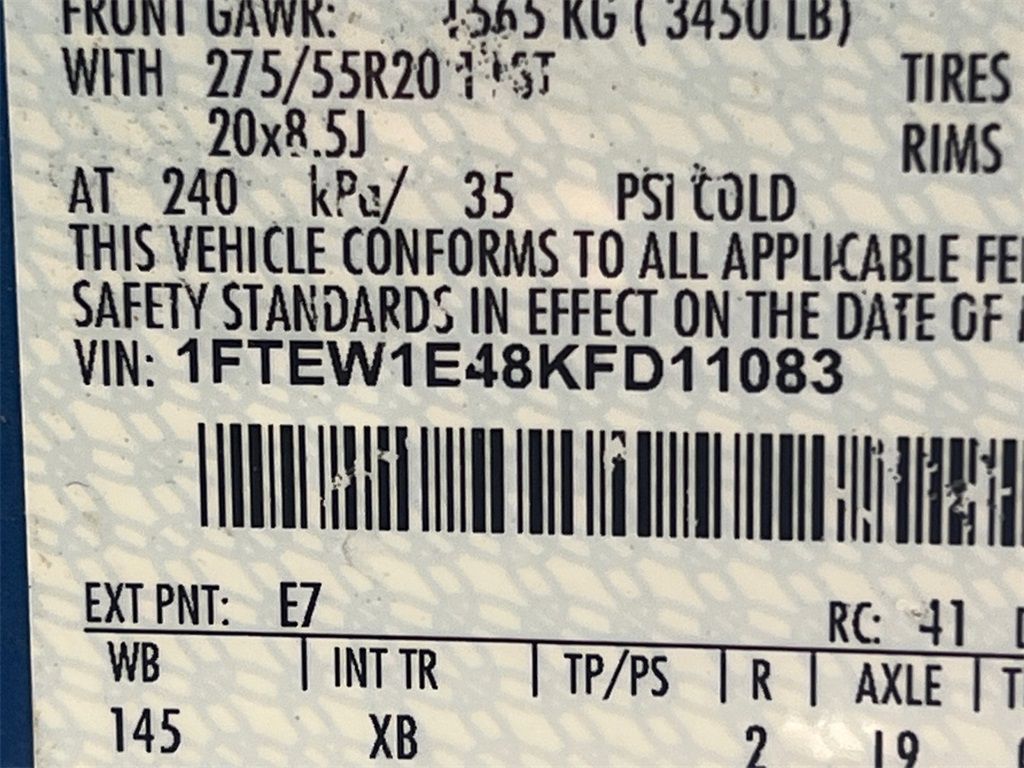 FRONT GAWR: 1565 KG ( 3450 LB)
WITH 275/55R20 TIRES
20x8.5J RIMS
AT 240 kPa/ 35 PSI COLD
THIS VEHICLE CONFORMS TO ALL APPLICABLE FE
SAFETY STANDARDS IN EFFECT ON THE DATE OF
VIN: 1FTEW1E48KFD11083
EXT PNT: E7 RC: 41
WB INT TR TP/PS R AXLE T
145 XB 2 19